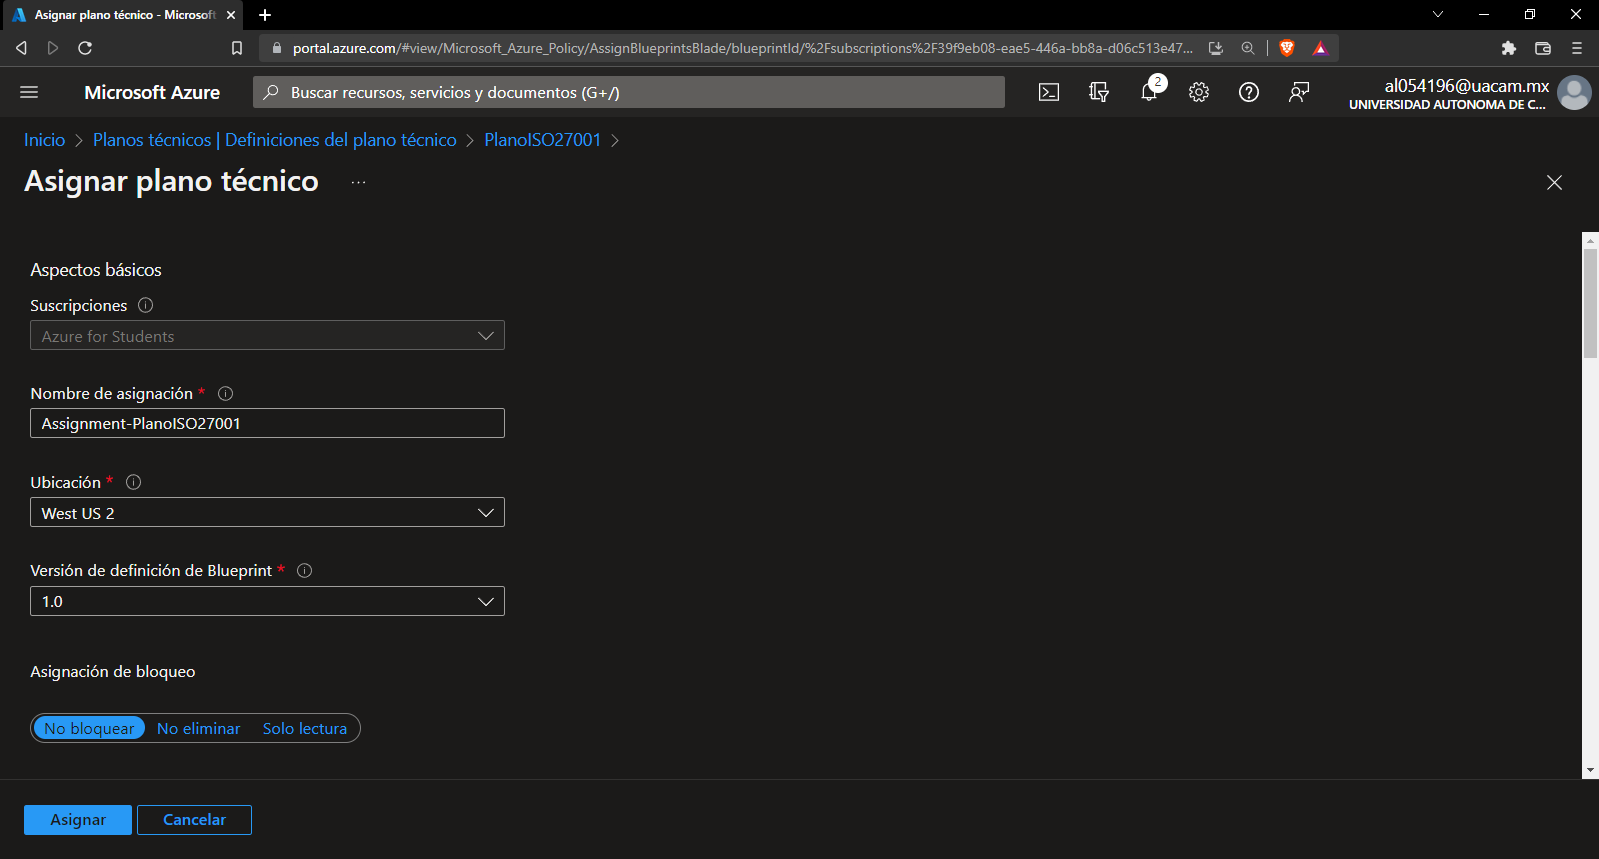 Asignar plano técnico - Microsoft
portal.azure.com/#view/Microsoft_Azure_Policy/AssignBlueprintsBlade/blueprintId/%2Fsubscriptions%2F39f9eb08-eae5-446a-bb8a-d06c513e47...
Microsoft Azure
Buscar recursos, servicios y documentos (G+/)
2
al054196@uacam.mx
UNIVERSIDAD AUTONOMA DE C...
Inicio > Planos técnicos | Definiciones del plano técnico > PlanoISO27001 >
Asignar plano técnico ...
Aspectos básicos
Suscripciones
Azure for Students
Nombre de asignación *
Assignment-PlanoISO27001
Ubicación *
West US 2
Versión de definición de Blueprint *
1.0
Asignación de bloqueo
No bloquear No eliminar Solo lectura
Asignar Cancelar